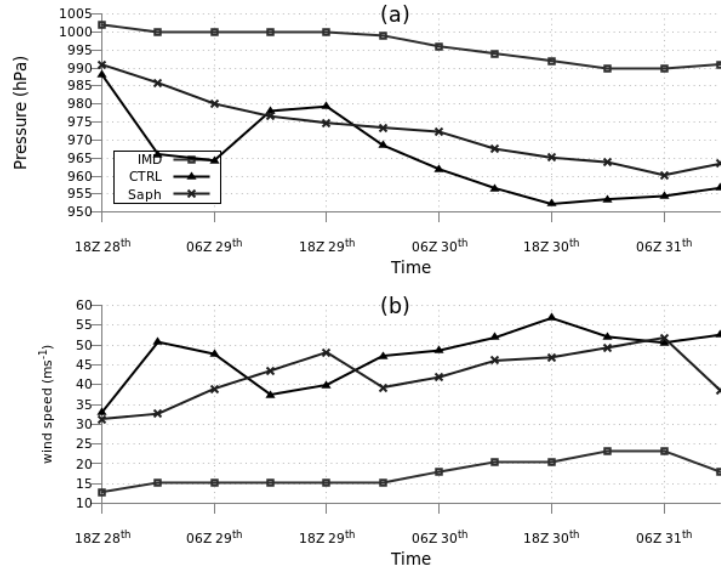 (a)
1005
1000
995
990
985
980
975
970
965
960
955
950
Pressure (hPa)
IMD
CTRL
Saph
18Z 28th 06Z 29th 18Z 29th 06Z 30th 18Z 30th 06Z 31th
Time
(b)
60
55
50
45
40
35
30
25
20
15
10
wind speed (ms-1)
18Z 28th 06Z 29th 18Z 29th 06Z 30th 18Z 30th 06Z 31th
Time